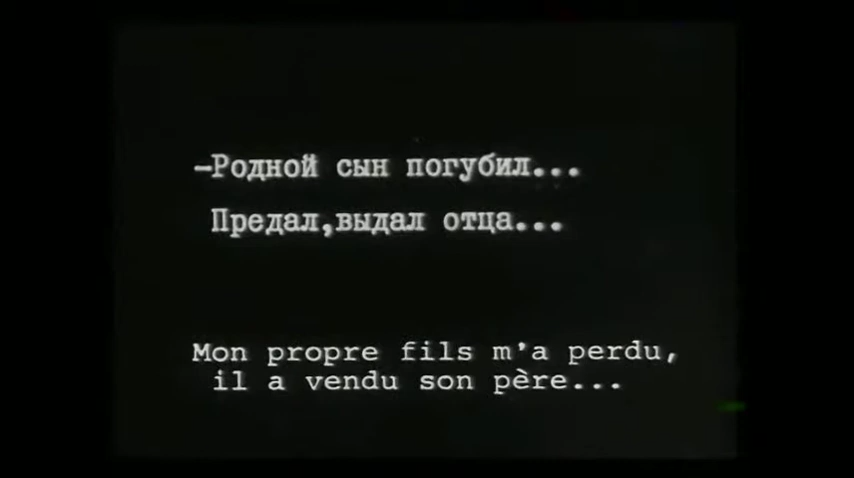 -Родной сын погубил...
Предал,выдал отца...
Mon propre fils m'a perdu,
il a vendu son père...